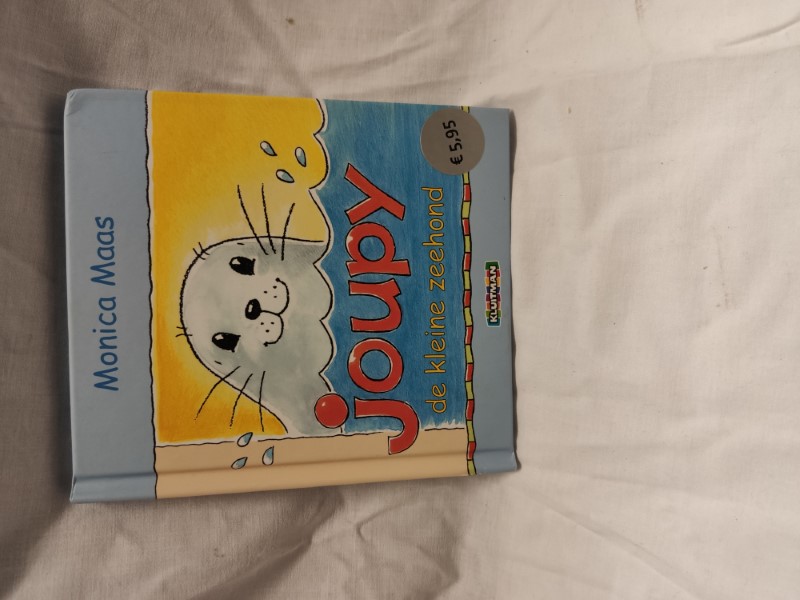 Monica Maas
€ 5,95
joupy
de kleine zeehond
KLUITMAN